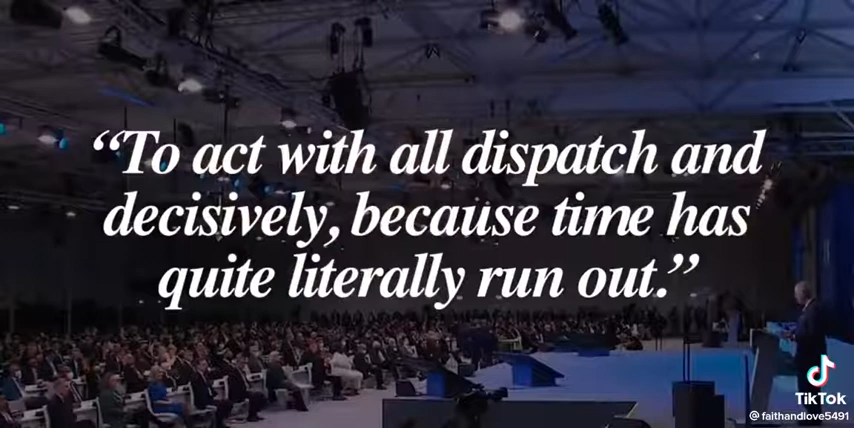 “To act with all dispatch and
decisively, because time has
quite literally run out.”
TikTok
@ faithandlove5491